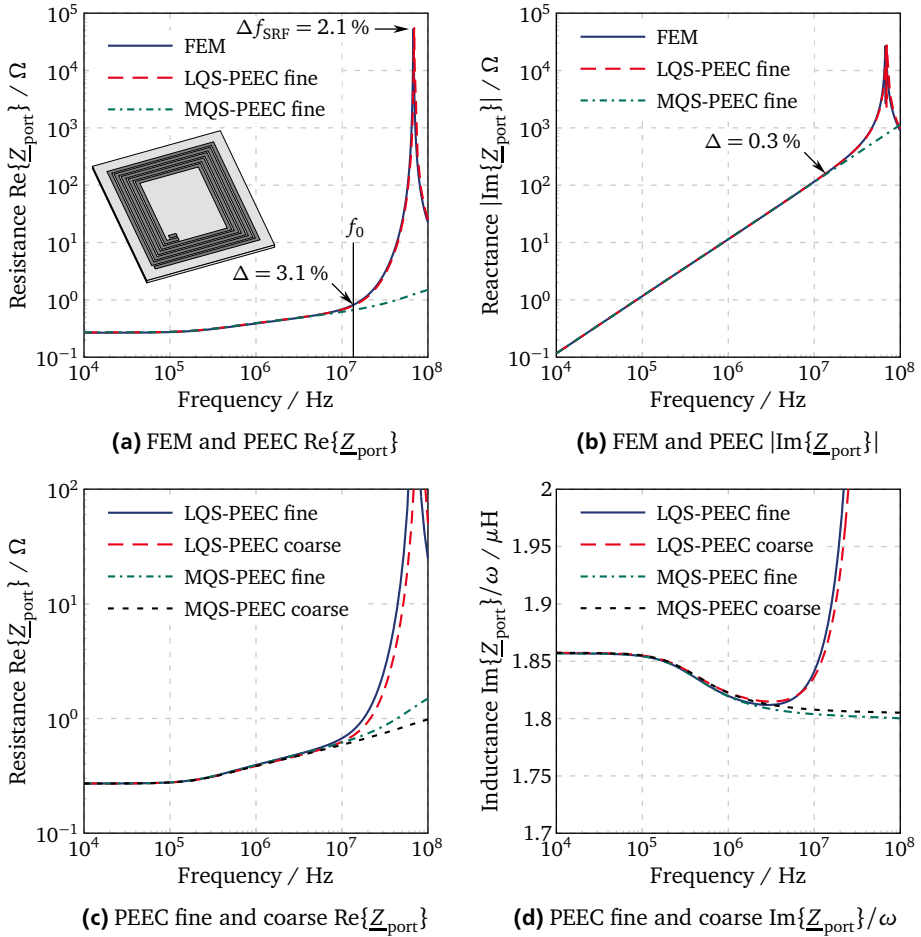 Δf_SRF = 2.1 %
FEM
LQS-PEEC fine
MQS-PEEC fine
f_0
Δ = 3.1 %
Resistance Re{Z_port} / Ω
10^5
10^4
10^3
10^2
10^1
10^0
10^-1
10^4 10^5 10^6 10^7 10^8
Frequency / Hz
(a) FEM and PEEC Re{Z_port}
FEM
LQS-PEEC fine
MQS-PEEC fine
Δ = 0.3 %
Reactance |Im{Z_port}| / Ω
10^5
10^4
10^3
10^2
10^1
10^0
10^-1
10^4 10^5 10^6 10^7 10^8
Frequency / Hz
(b) FEM and PEEC |Im{Z_port}|
LQS-PEEC fine
LQS-PEEC coarse
MQS-PEEC fine
MQS-PEEC coarse
Resistance Re{Z_port} / Ω
10^2
10^1
10^0
10^-1
10^4 10^5 10^6 10^7 10^8
Frequency / Hz
(c) PEEC fine and coarse Re{Z_port}
LQS-PEEC fine
LQS-PEEC coarse
MQS-PEEC fine
MQS-PEEC coarse
Inductance Im{Z_port}/ω / μH
2
1.95
1.9
1.85
1.8
1.75
1.7
10^4 10^5 10^6 10^7 10^8
Frequency / Hz
(d) PEEC fine and coarse Im{Z_port}/ω